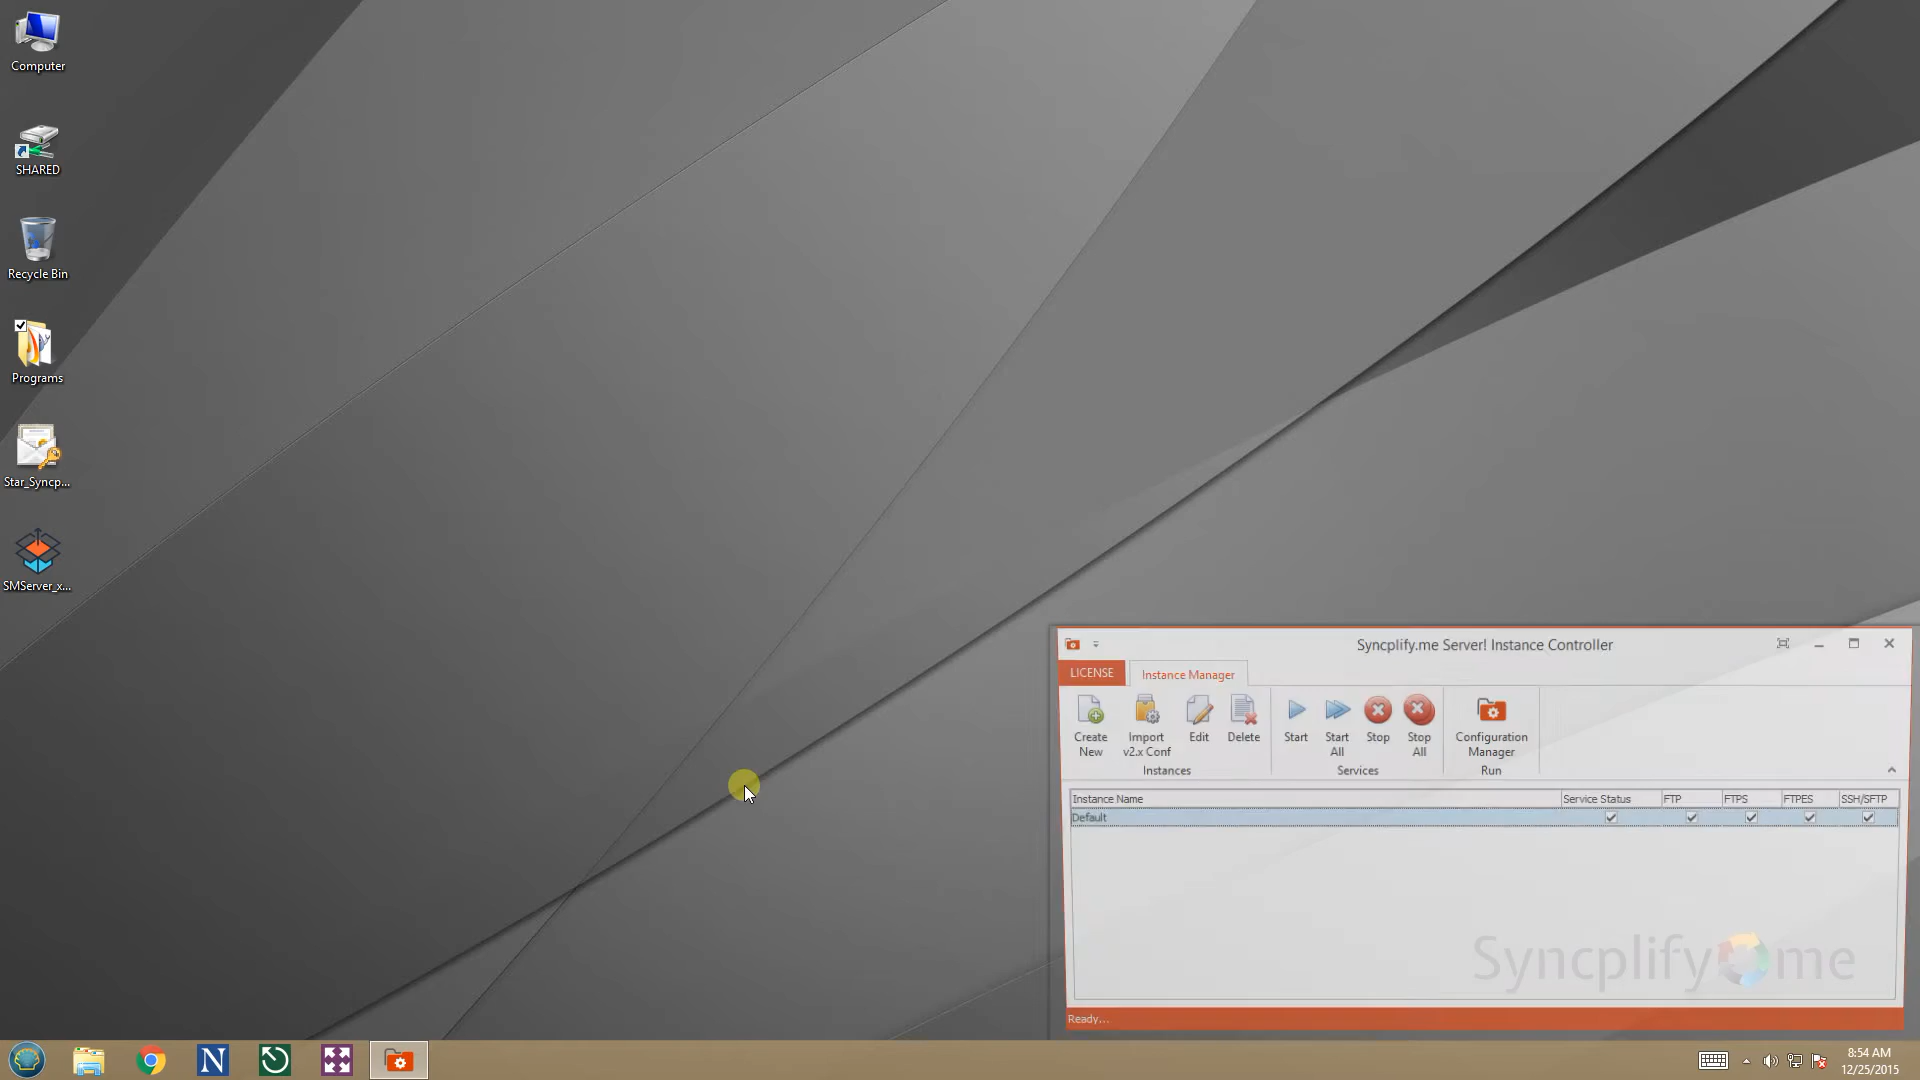 Computer
SHARED
Recycle Bin
Programs
Star_Syncp...
SMServer_x...
Syncplify.me Server! Instance Controller
LICENSE
Instance Manager
Create New
Import v2.x Conf
Edit
Delete
Start
Start All
Stop
Stop All
Configuration Manager
Instances
Services
Run
Instance Name Service Status FTP FTPS FTPES SSH/SFTP
Default
Syncplify me
Ready...
N
8:54 AM
12/25/2015